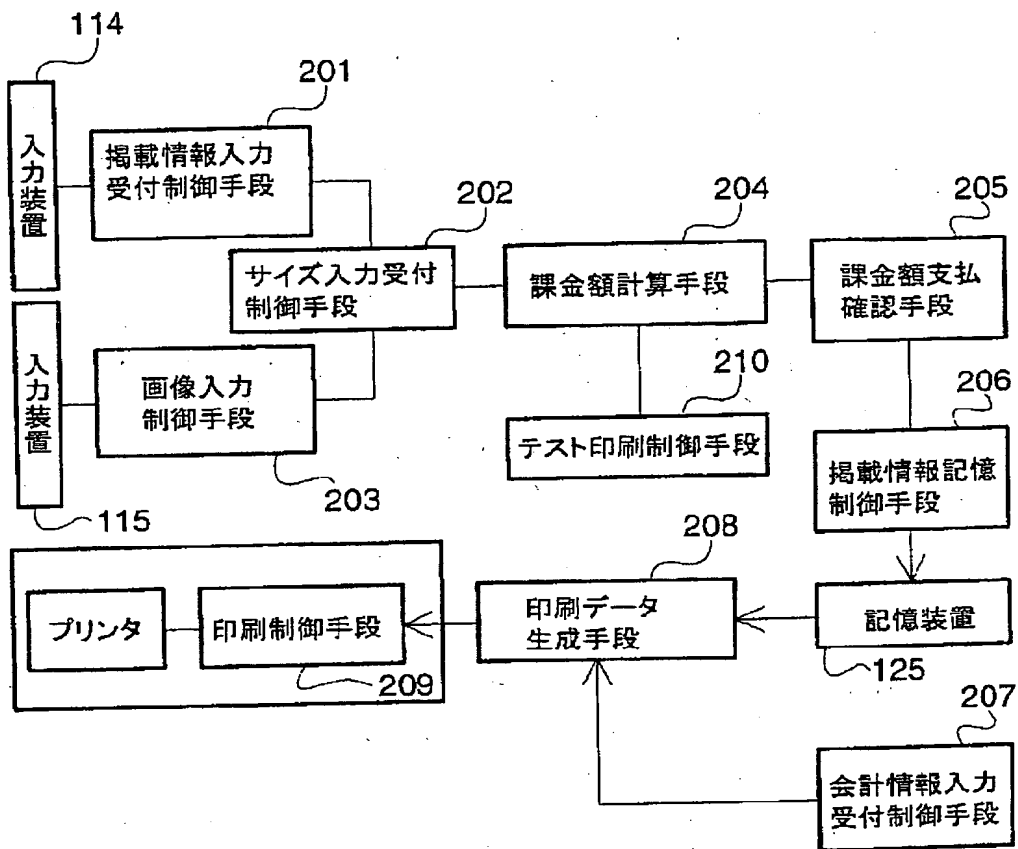 114
入力装置
201
掲載情報入力
受付制御手段
202
サイズ入力受付
制御手段
204
課金額計算手段
205
課金額支払
確認手段
入力装置
115
画像入力
制御手段
203
210
テスト印刷制御手段
206
掲載情報記憶
制御手段
プリンタ
印刷制御手段
209
208
印刷データ
生成手段
記憶装置
125
207
会計情報入力
受付制御手段